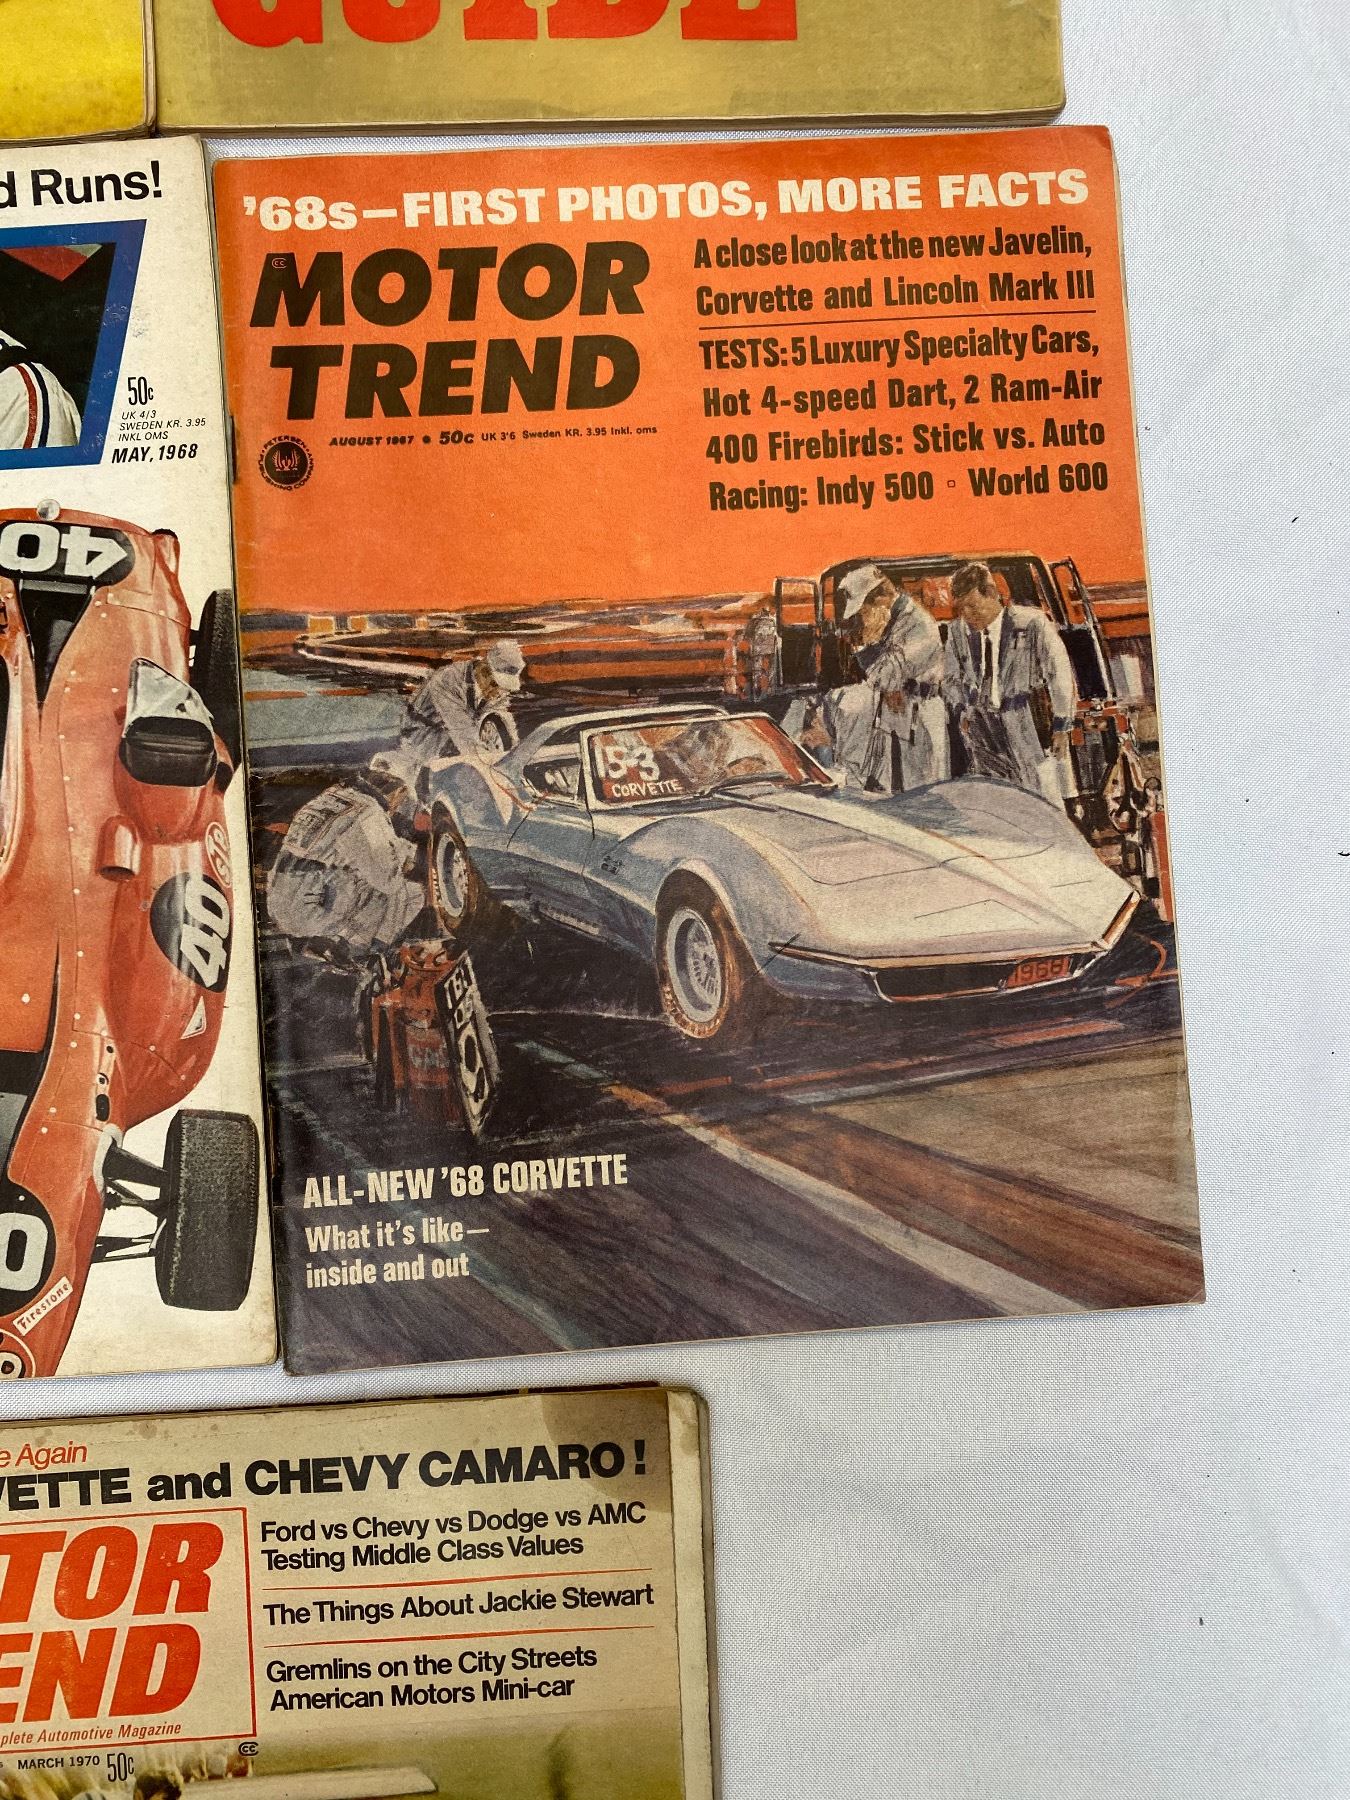 GUIDE
d Runs!
50c
UK 4/3
SWEDEN KR. 3.95
INKL OMS
MAY, 1968
40
STP
40
Firestone
'68s—FIRST PHOTOS, MORE FACTS
MOTOR
TREND
AUGUST 1967 • 50c UK 3'6 Sweden KR. 3.95 Inkl. oms
PETERSEN PUBLISHING COMPANY
A close look at the new Javelin,
Corvette and Lincoln Mark III
TESTS: 5 Luxury Specialty Cars,
Hot 4-speed Dart, 2 Ram-Air
400 Firebirds: Stick vs. Auto
Racing: Indy 500 ▫ World 600
CORVETTE
1968
ALL-NEW '68 CORVETTE
What it's like—
inside and out
e Again
VETTE and CHEVY CAMARO!
TOR
END
plete Automotive Magazine
MARCH 1970 50c
Ford vs Chevy vs Dodge vs AMC
Testing Middle Class Values
The Things About Jackie Stewart
Gremlins on the City Streets
American Motors Mini-car